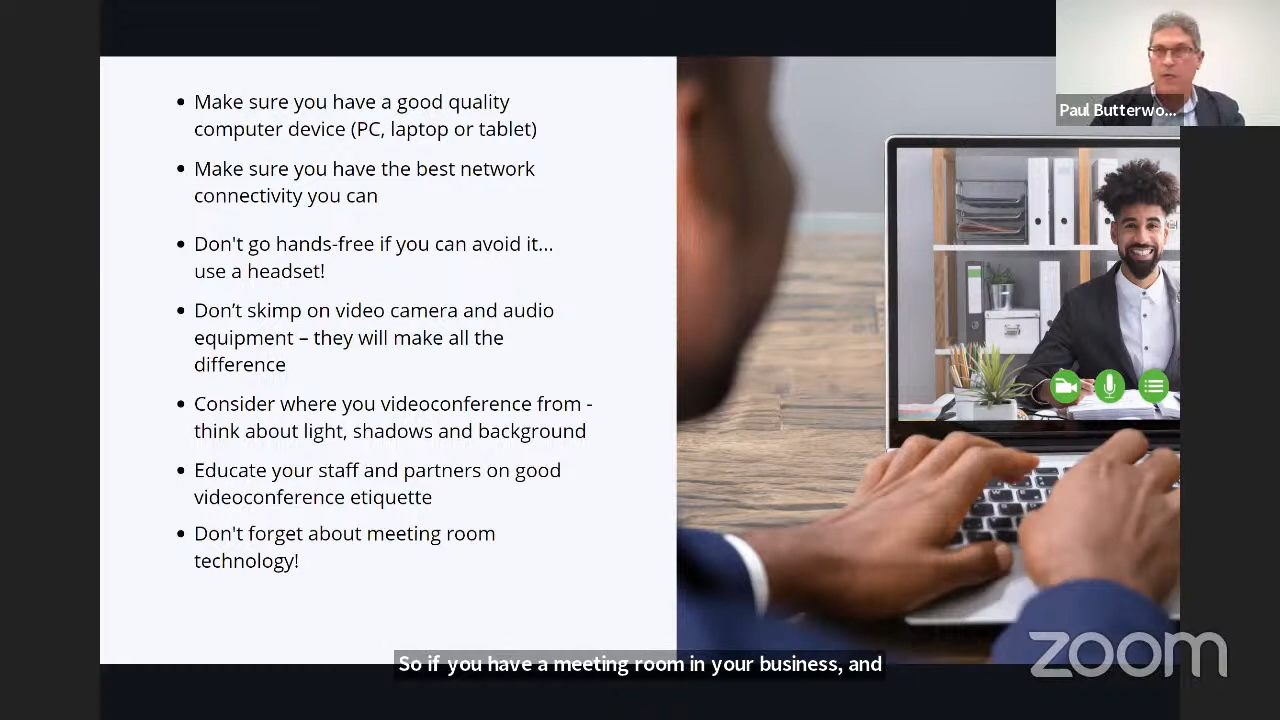 Make sure you have a good quality
computer device (PC, laptop or tablet)
Make sure you have the best network
connectivity you can
Don't go hands-free if you can avoid it...
use a headset!
Don’t skimp on video camera and audio
equipment – they will make all the
difference
Consider where you videoconference from -
think about light, shadows and background
Educate your staff and partners on good
videoconference etiquette
Don't forget about meeting room
technology!
Paul Butterwo...
So if you have a meeting room in your business, and
zoom